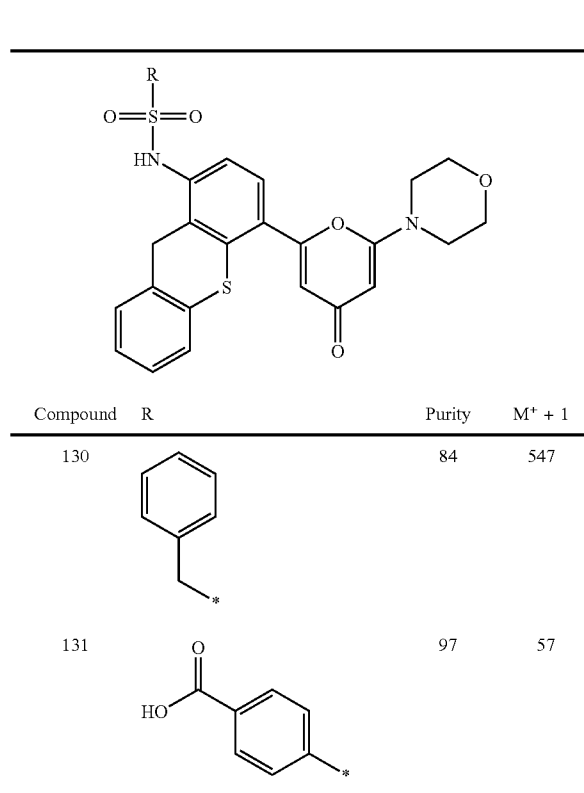 R
O S O
HN
O
O N
S
O
Compound R Purity M+ + 1
130 84 547
*
131 97 57
O
HO
*